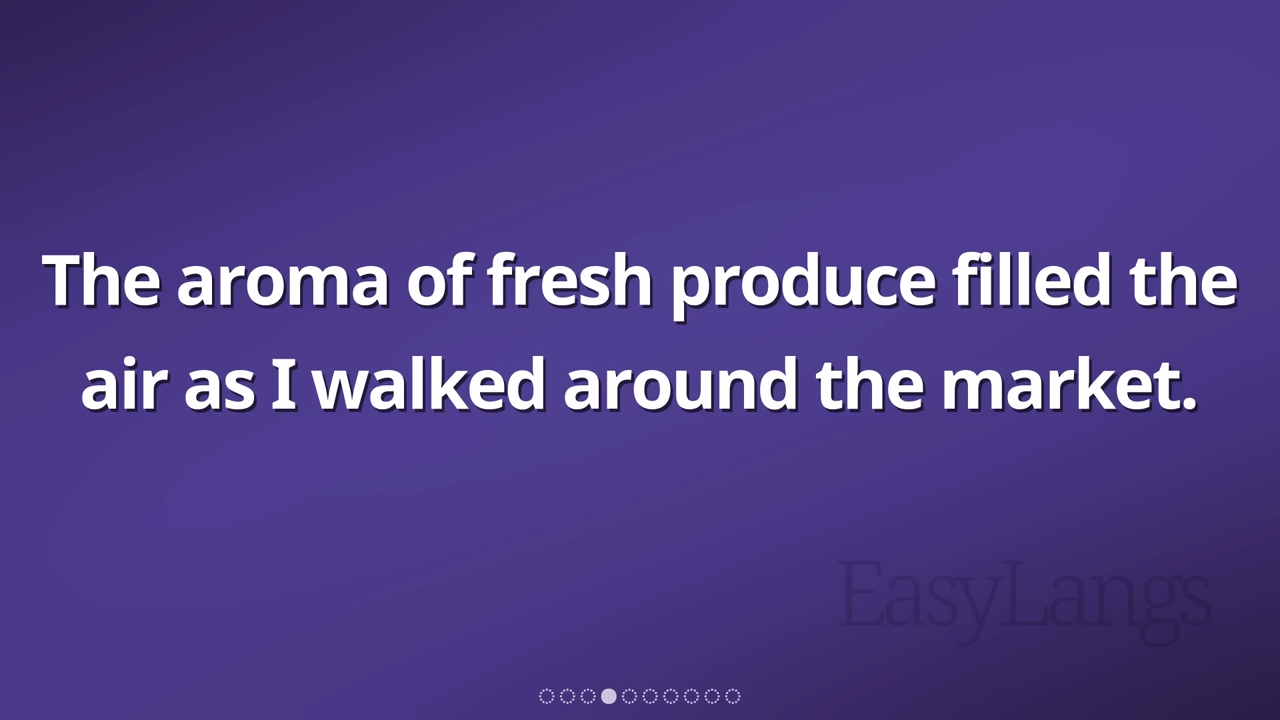 The aroma of fresh produce filled the
air as I walked around the market.
EasyLangs